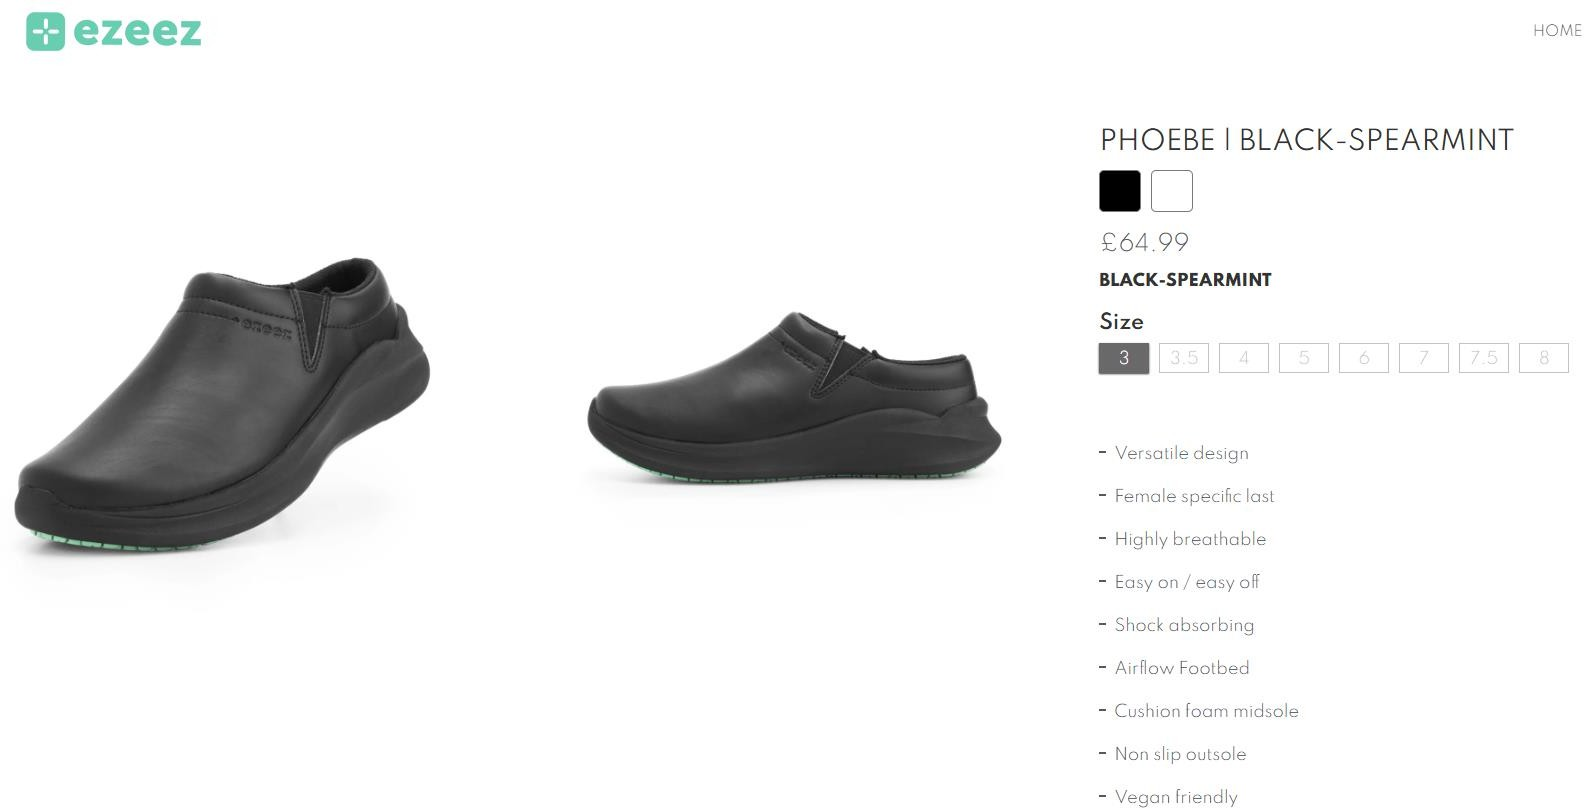 ezeez
HOME
PHOEBE | BLACK-SPEARMINT
£64.99
BLACK-SPEARMINT
Size
3 3.5 4 5 6 7 7.5 8
- Versatile design
- Female specific last
- Highly breathable
- Easy on / easy off
- Shock absorbing
- Airflow Footbed
- Cushion foam midsole
- Non slip outsole
- Vegan friendly
ezeez